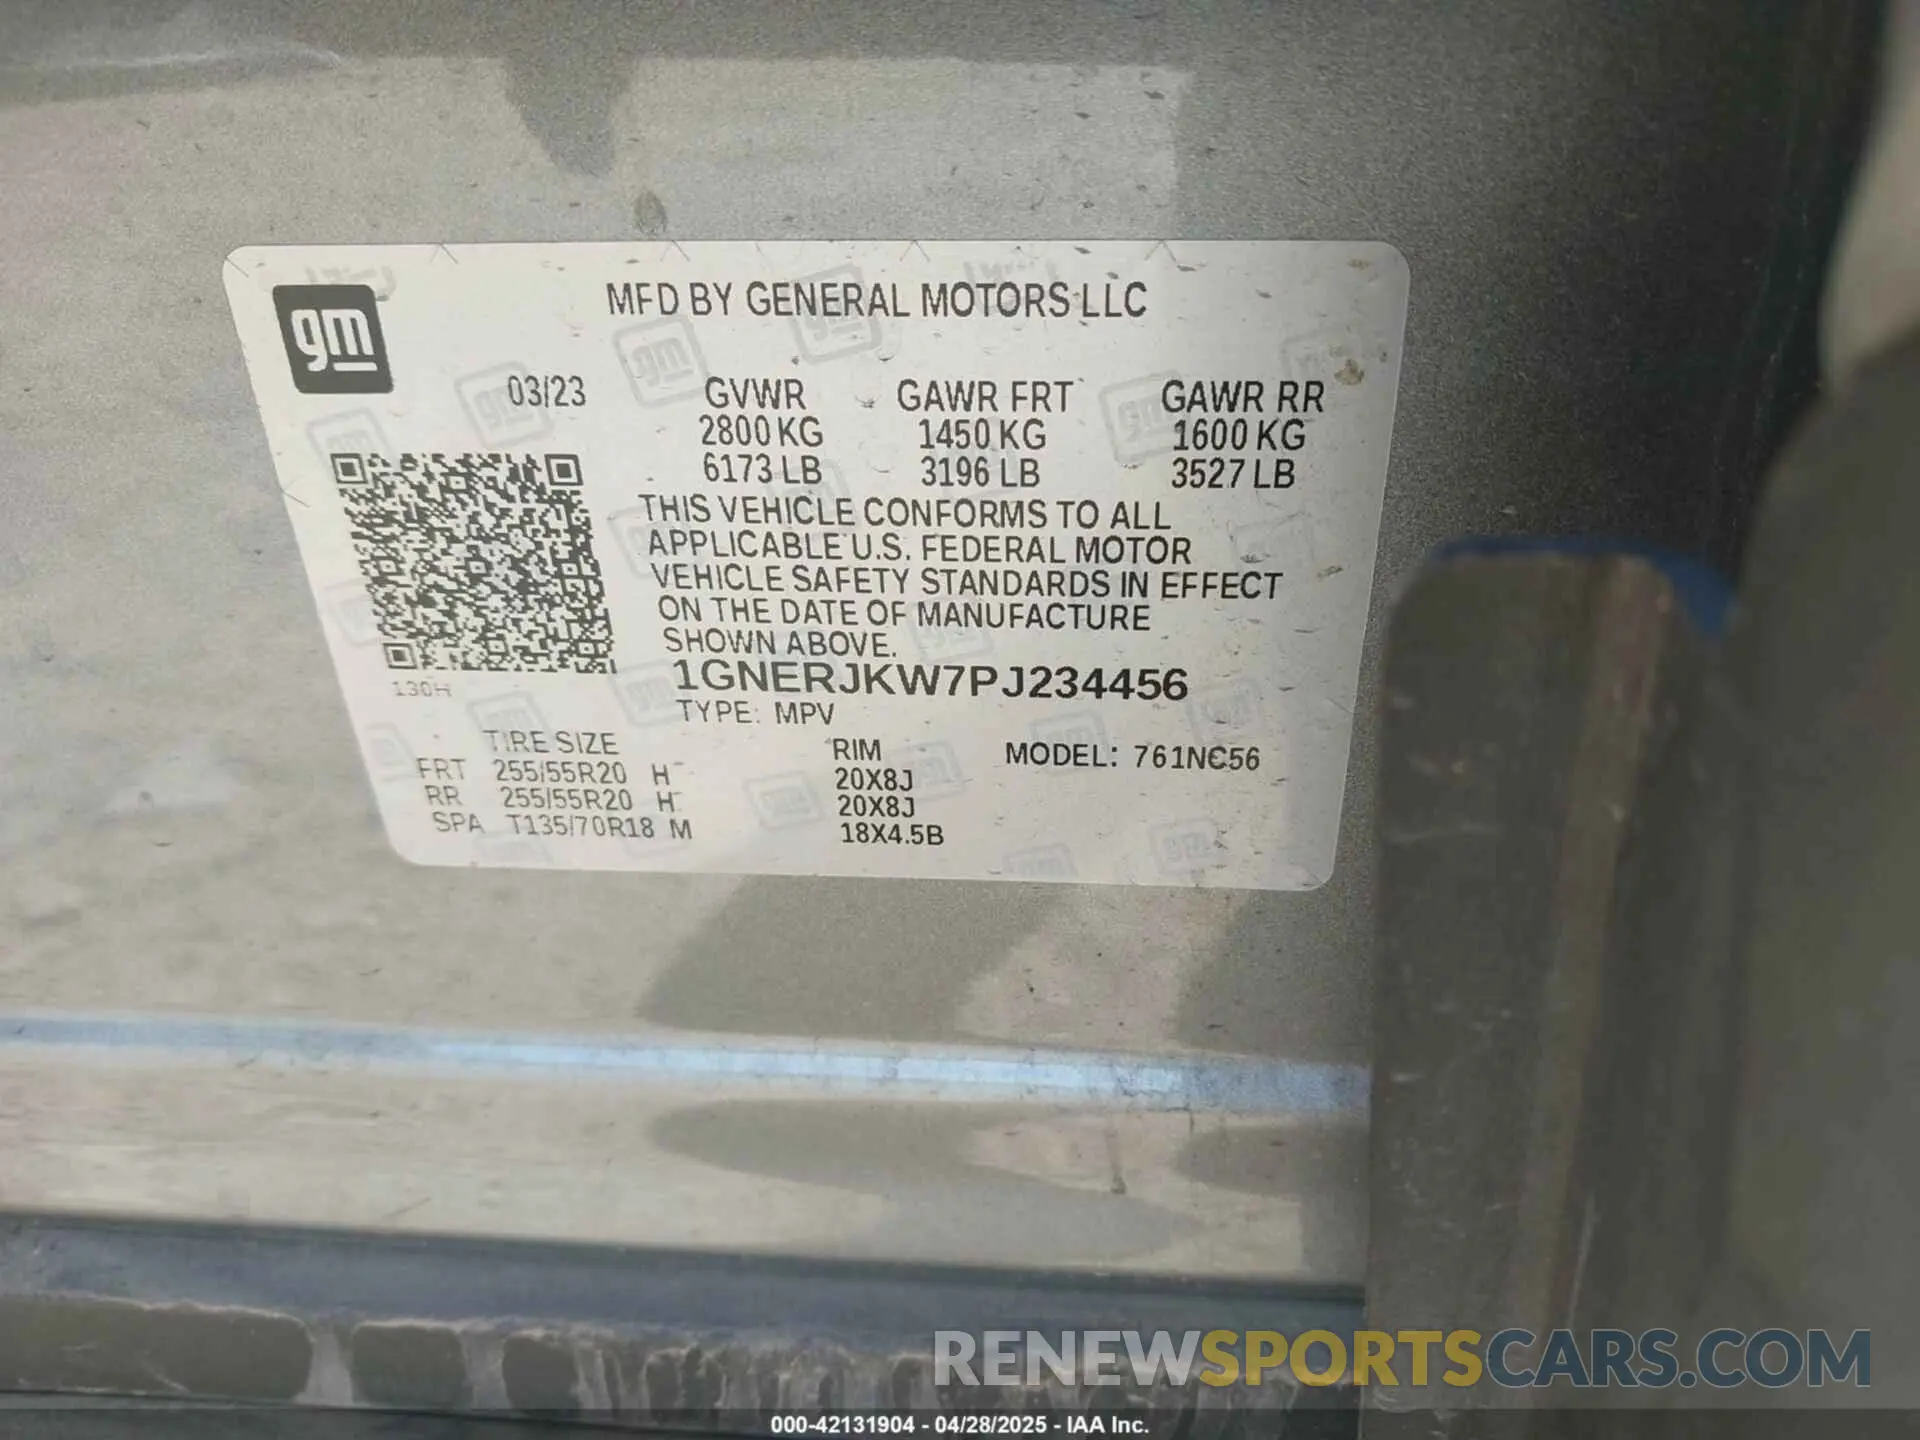 gm
MFD BY GENERAL MOTORS LLC
03/23 GVWR GAWR FRT GAWR RR
2800 KG 1450 KG 1600 KG
6173 LB 3196 LB 3527 LB
THIS VEHICLE CONFORMS TO ALL
APPLICABLE U.S. FEDERAL MOTOR
VEHICLE SAFETY STANDARDS IN EFFECT
ON THE DATE OF MANUFACTURE
SHOWN ABOVE.
130H
1GNERJKW7PJ234456
TYPE: MPV
TIRE SIZE RIM MODEL: 761NC56
FRT 255/55R20 H 20X8J
RR 255/55R20 H 20X8J
SPA T135/70R18 M 18X4.5B
RENEWSPORTSCARS.COM
000-42131904 - 04/28/2025 - IAA Inc.